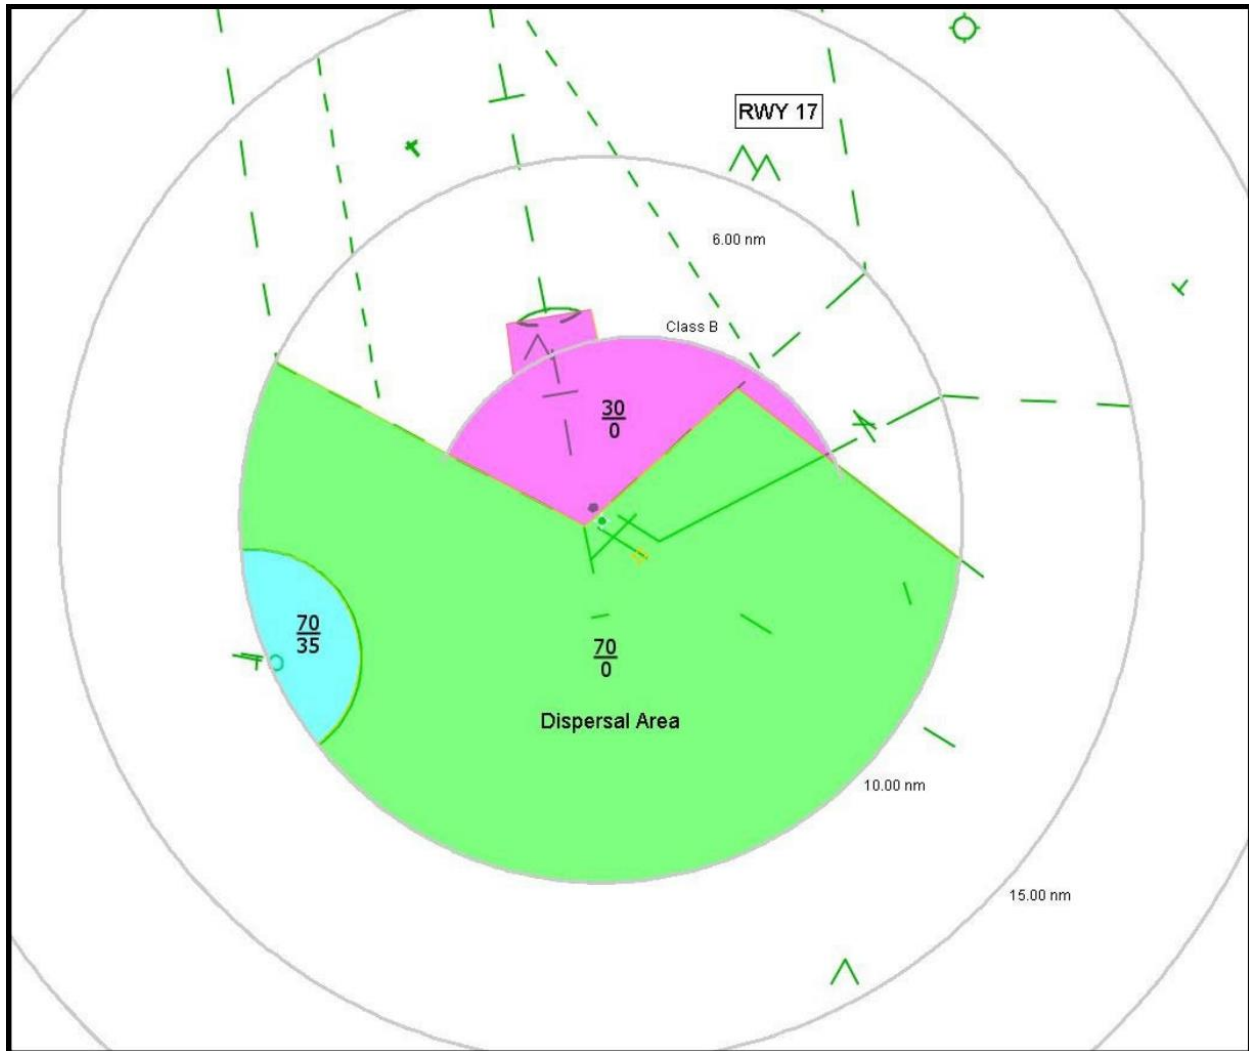 RWY 17
6.00 nm
Class B
30
0
70
35
70
0
Dispersal Area
10.00 nm
15.00 nm